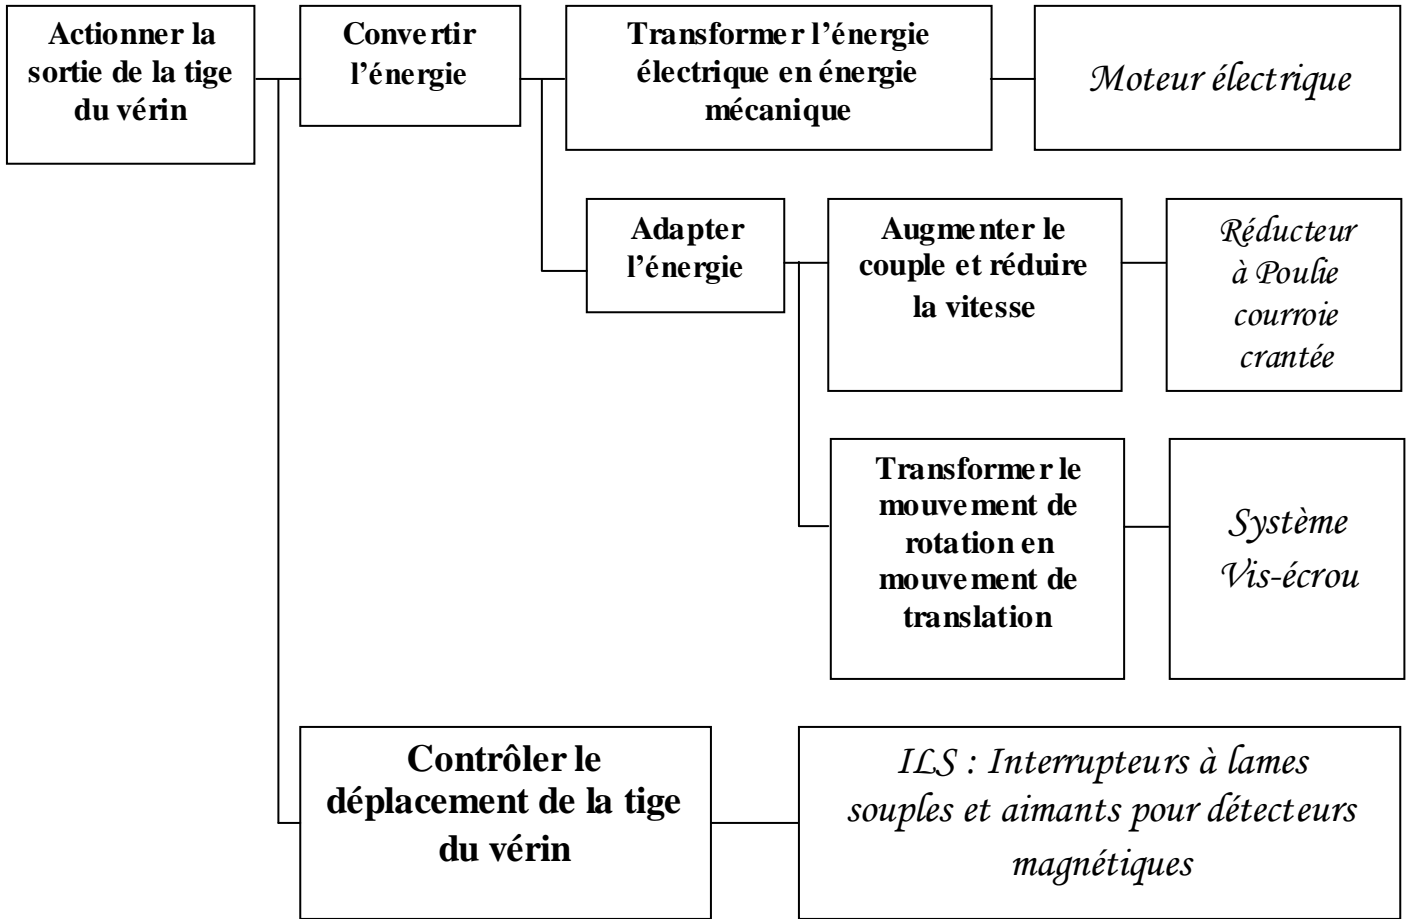 Actionner la
sortie de la tige
du vérin
Convertir
l’énergie
Transformer l’énergie
électrique en énergie
mécanique
Moteur électrique
Adapter
l’énergie
Augmenter le
couple et réduire
la vitesse
Réducteur
à Poulie
courroie
crantée
Transformer le
mouvement de
rotation en
mouvement de
translation
Système
Vis-écrou
Contrôler le
déplacement de la tige
du vérin
ILS : Interrupteurs à lames
souples et aimants pour détecteurs
magnétiques